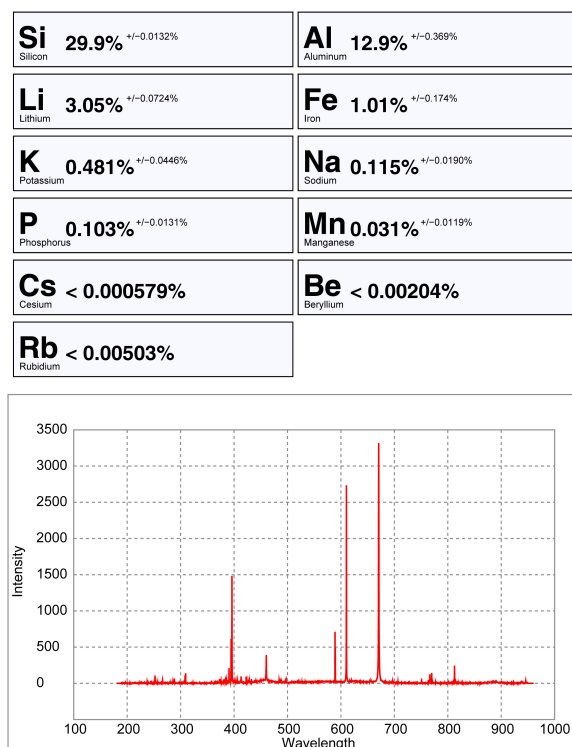 Si 29.9% +/−0.0132%
Silicon
Al 12.9% +/−0.369%
Aluminum
Li 3.05% +/−0.0724%
Lithium
Fe 1.01% +/−0.174%
Iron
K 0.481% +/−0.0446%
Potassium
Na 0.115% +/−0.0190%
Sodium
P 0.103% +/−0.0131%
Phosphorus
Mn 0.031% +/−0.0119%
Manganese
Cs < 0.000579%
Cesium
Be < 0.00204%
Beryllium
Rb < 0.00503%
Rubidium
3500
3000
2500
2000
1500
1000
500
0
Intensity
100 200 300 400 500 600 700 800 900 1000
Wavelength